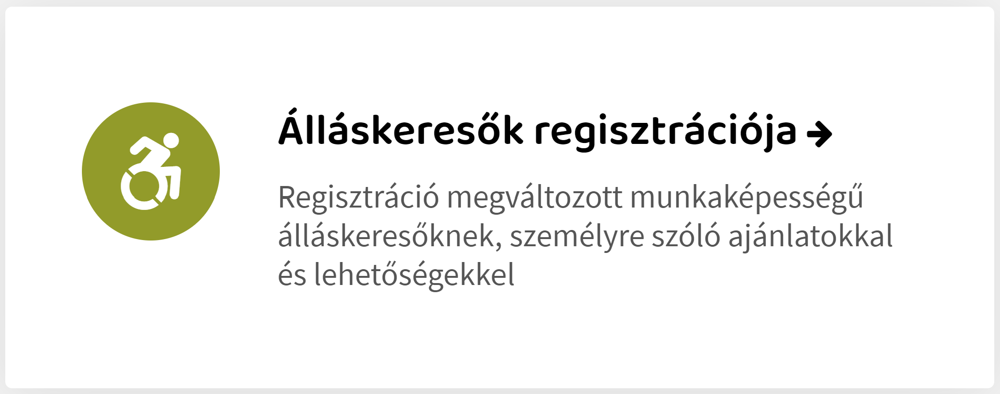 Álláskeresők regisztrációja →
Regisztráció megváltozott munkaképességű
álláskeresőknek, személyre szóló ajánlatokkal
és lehetőségekkel